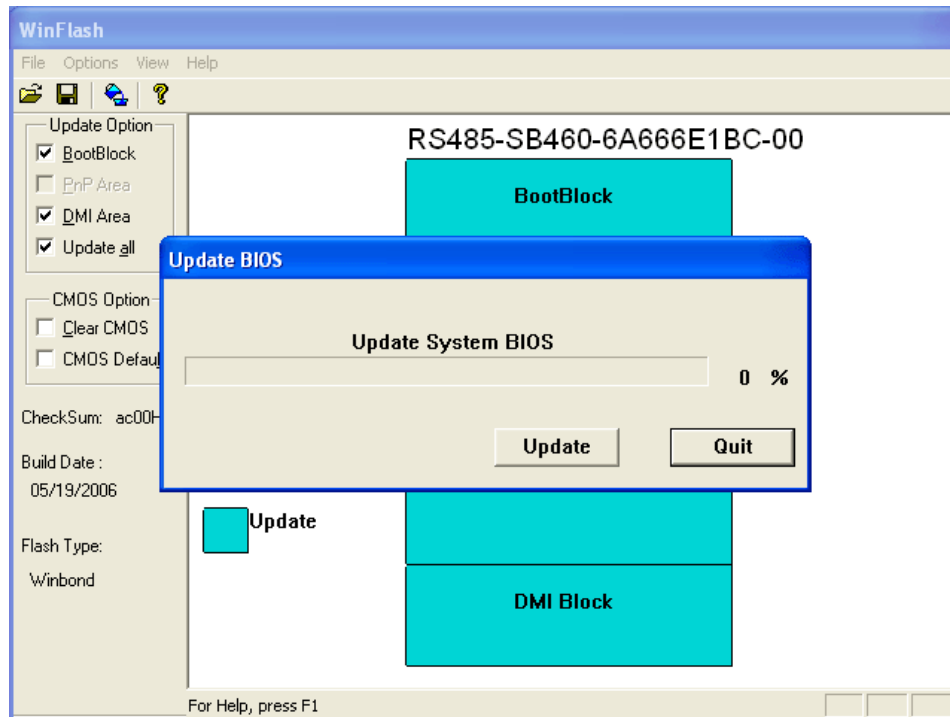 WinFlash
File Options View Help
Update Option
BootBlock
PnP Area
DMI Area
Update all
CMOS Option
Clear CMOS
CMOS
CheckSum: ac00H
Build Date :
05/19/2006
Flash Type:
Winbond
RS485-SB460-6A666E1BC-00
BootBlock
Update BIOS
Update System BIOS
0 %
Update Quit
Update
DMI Block
For Help, press F1